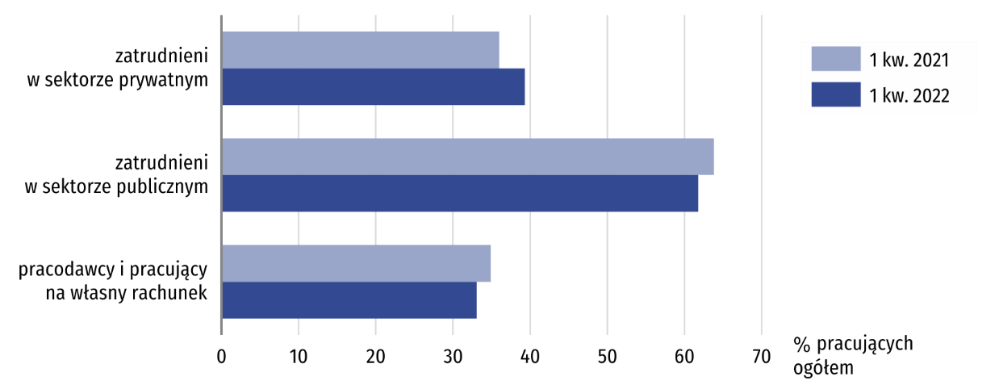 zatrudnieni
w sektorze prywatnym
zatrudnieni
w sektorze publicznym
pracodawcy i pracujący
na własny rachunek
0 10 20 30 40 50 60 70
% pracujących
ogółem
1 kw. 2021
1 kw. 2022